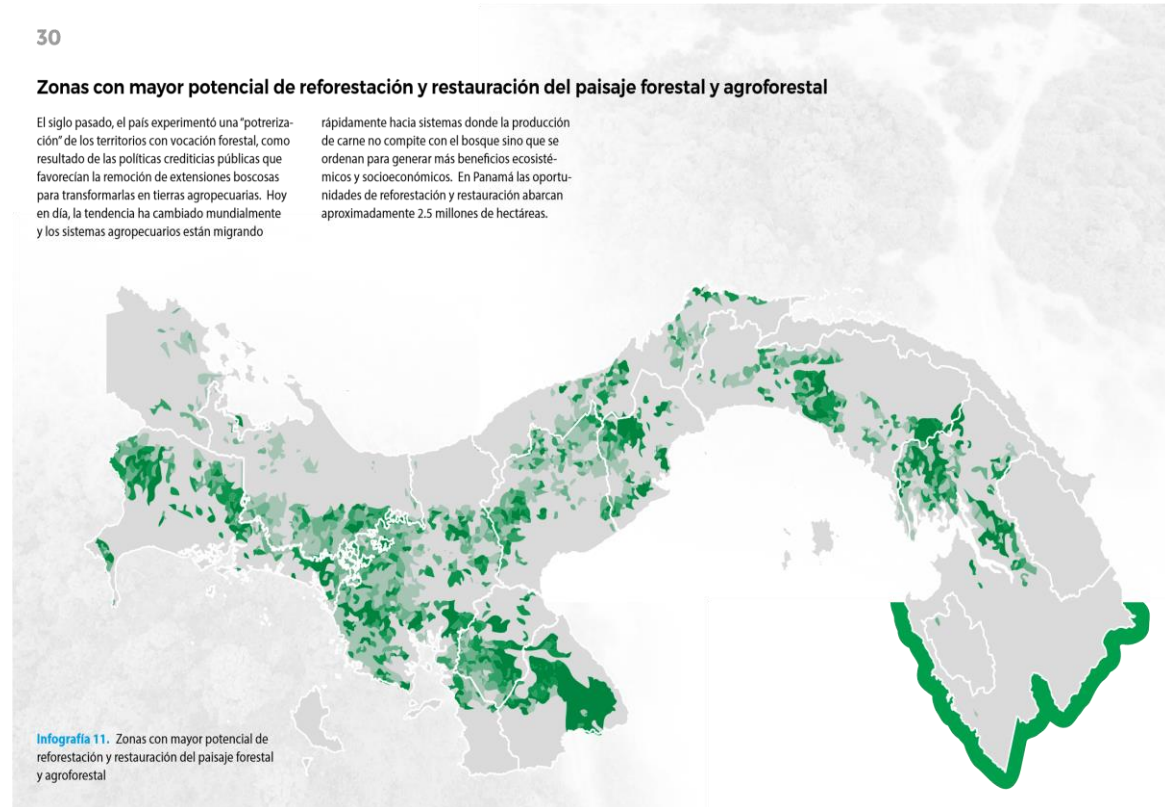 30
Zonas con mayor potencial de reforestación y restauración del paisaje forestal y agroforestal
El siglo pasado, el país experimentó una "potreriza-
ción" de los territorios con vocación forestal, como
resultado de las políticas crediticias públicas que
favorecían la remoción de extensiones boscosas
para transformarlas en tierras agropecuarias. Hoy
en día, la tendencia ha cambiado mundialmente
y los sistemas agropecuarios están migrando
rápidamente hacia sistemas donde la producción
de carne no compite con el bosque sino que se
ordenan para generar más beneficios ecosisté-
micos y socioeconómicos. En Panamá las oportu-
nidades de reforestación y restauración abarcan
aproximadamente 2.5 millones de hectáreas.
Infografía 11. Zonas con mayor potencial de
reforestación y restauración del paisaje forestal
y agroforestal